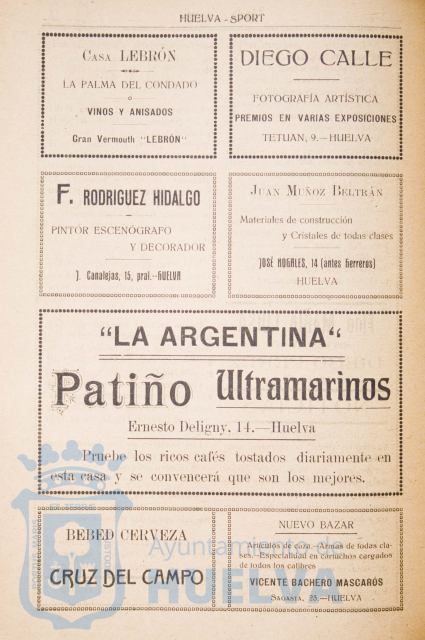 HUELVA - SPORT
CASA LEBRÓN
LA PALMA DEL CONDADO
VINOS Y ANISADOS
Gran Vermouth "LEBRÓN"
DIEGO CALLE
FOTOGRAFÍA ARTÍSTICA
PREMIOS EN VARIAS EXPOSICIONES
TETUAN, 9.—HUELVA
F. RODRIGUEZ HIDALGO
PINTOR ESCENÓGRAFO
Y DECORADOR
J. Canalejas, 15, pral.-HUELVA
JUAN MUÑOZ BELTRÁN
Materiales de construcción
y Cristales de todas clases
JOSÉ NOGALES, 14 (antes Herreros)
HUELVA
"LA ARGENTINA"
Patiño Ultramarinos
Ernesto Deligny, 14.—Huelva
Pruebe los ricos cafés tostados diariamente en
esta casa y se convencerá que son los mejores.
BEBED CERVEZA
CRUZ DEL CAMPO
NUEVO BAZAR
Artículos de caza.-Armas de todas cla-
ses.-Especialidad en cartuchos cargados
de todos los calibres
VICENTE BACHERO MASCARÓS
SAGASTA, 25.—HUELVA
Ayuntamiento de
HUELVA